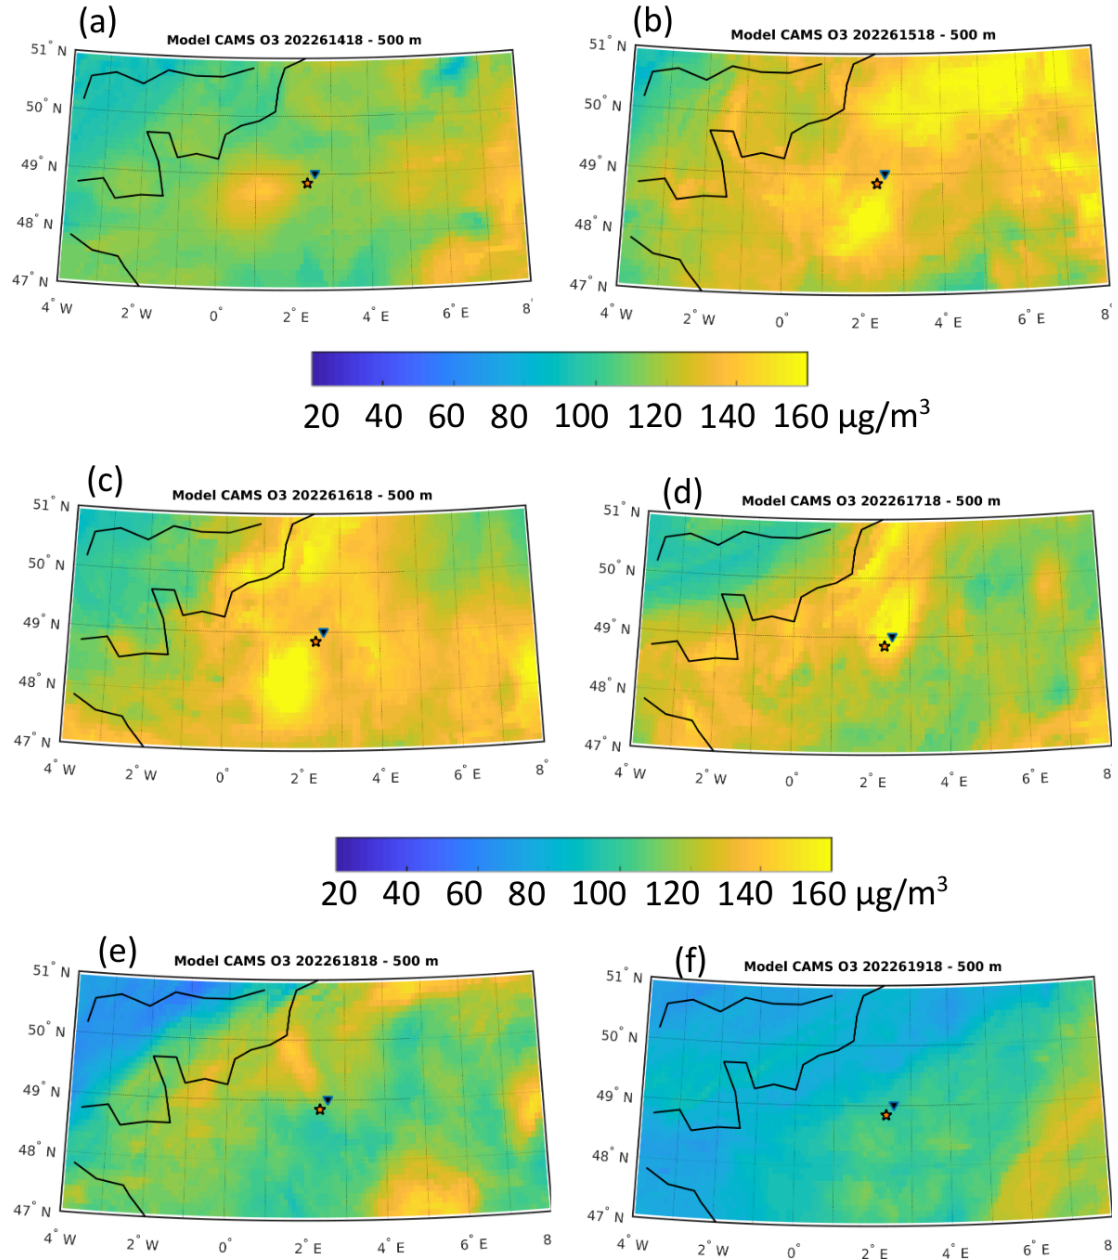 (a)
(b)
Model CAMS O3 202261418 - 500 m
Model CAMS O3 202261518 - 500 m
51° N
50° N
49° N
48° N
47° N
4° W
2° W
0°
2° E
4° E
6° E
8°
51° N
50° N
49° N
48° N
47° N
4° W
2° W
0°
2° E
4° E
6° E
8°
20 40 60 80 100 120 140 160 µg/m³
(c)
(d)
Model CAMS O3 202261618 - 500 m
Model CAMS O3 202261718 - 500 m
51° N
50° N
49° N
48° N
47° N
4° W
2° W
0°
2° E
4° E
6° E
8°
51° N
50° N
49° N
48° N
47° N
4° W
2° W
0°
2° E
4° E
6° E
8°
20 40 60 80 100 120 140 160 µg/m³
(e)
(f)
Model CAMS O3 202261818 - 500 m
Model CAMS O3 202261918 - 500 m
51° N
50° N
49° N
48° N
47° N
4° W
2° W
0°
2° E
4° E
6° E
8°
51° N
50° N
49° N
48° N
47° N
4° W
2° W
0°
2° E
4° E
6° E
8